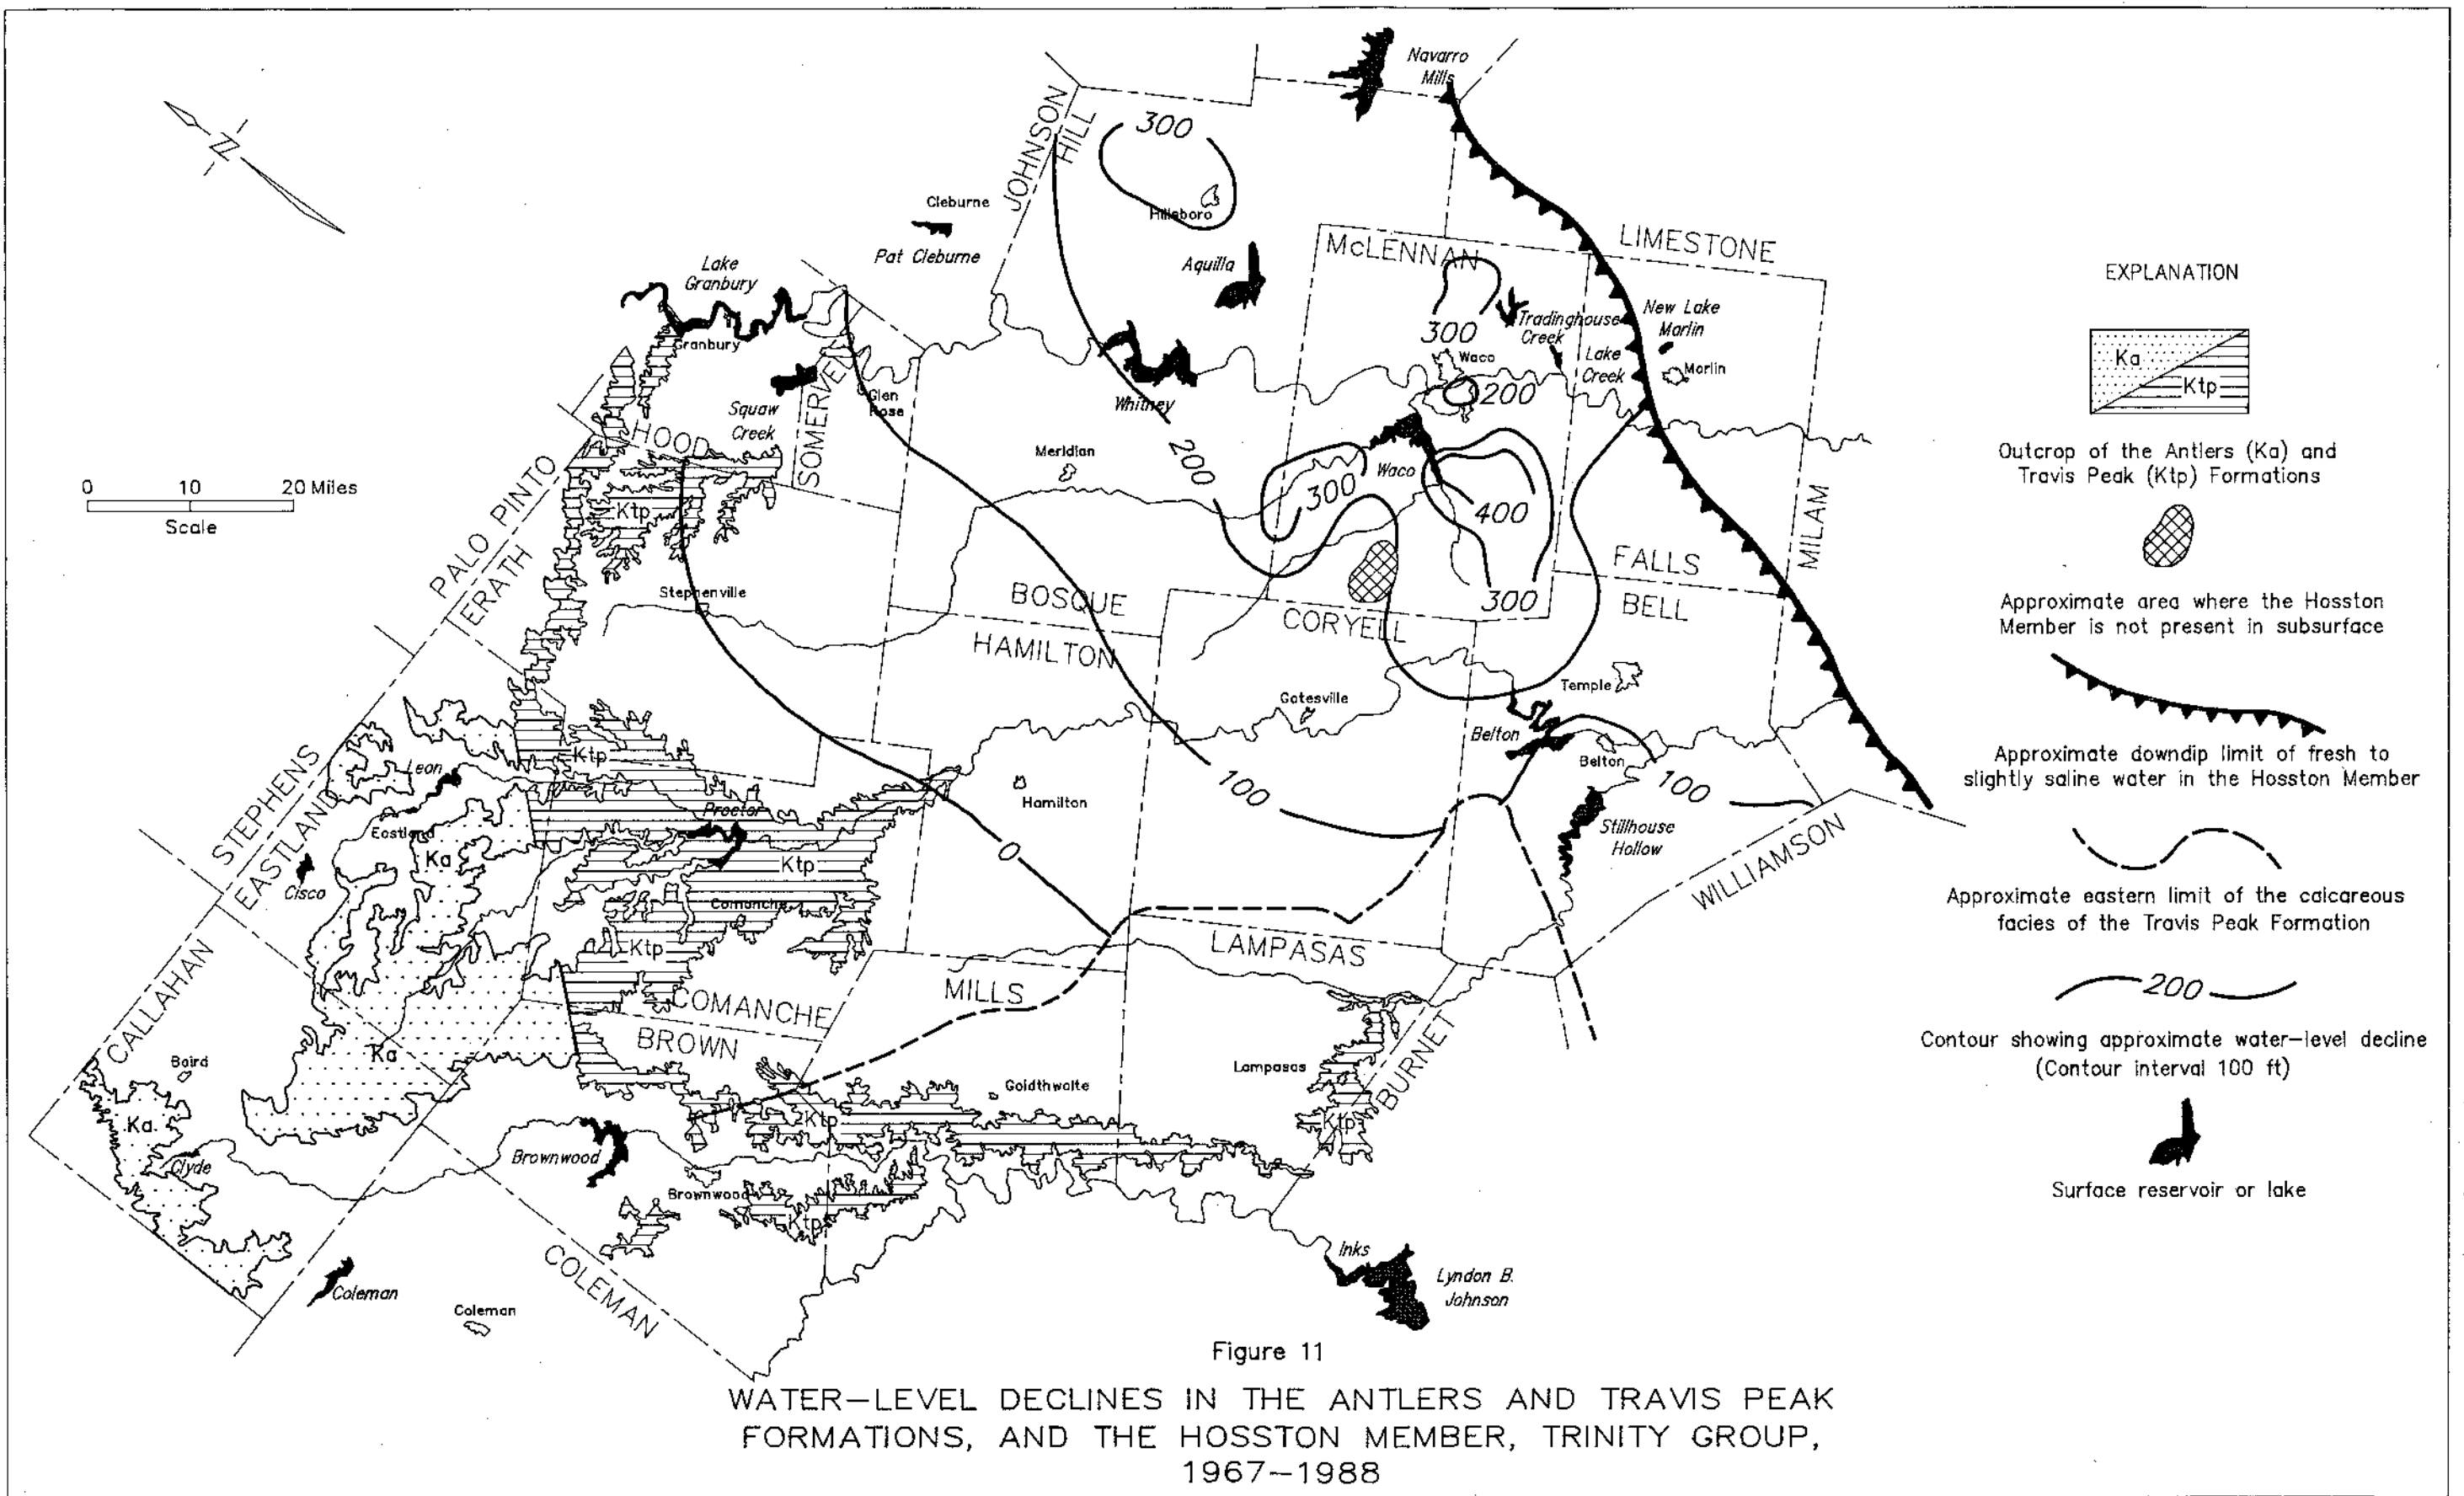 Navarro
Mills
JOHNSON
HILL
300
Cleburne
Hillsboro
Pat Cleburne
Aquilla
McLENNAN
LIMESTONE
Lake
Granbury
Granbury
300
Tradinghouse
Creek
New Lake
Marlin
Lake
Creek
Marlin
Waco
200
Squaw
Creek
SOMERVELL
Glen
Rose
Whitney
HOOD
Meridian
200
Waco
300
400
MILAM
0 10 20 Miles
Scale
PALO PINTO
ERATH
Ktp
Stephenville
BOSQUE
HAMILTON
CORYELL
300
FALLS
BELL
Gatesville
Temple
Belton
Belton
100
100
Stillhouse
Hollow
WILLIAMSON
STEPHENS
EASTLAND
Leon
Ktp
Eastland
Cisco
Ka
Proctor
Ktp
Comanche
Hamilton
0
Ktp
CALLAHAN
COMANCHE
BROWN
MILLS
LAMPASAS
Ka
Baird
Ka
Clyde
Goldthwaite
Ktp
Lampasas
BURNET
Ktp
Brownwood
Brownwood
Ktp
COLEMAN
Coleman
Coleman
Inks
Lyndon B.
Johnson
N
EXPLANATION
Ka
Ktp
Outcrop of the Antlers (Ka) and
Travis Peak (Ktp) Formations
Approximate area where the Hosston
Member is not present in subsurface
Approximate downdip limit of fresh to
slightly saline water in the Hosston Member
Approximate eastern limit of the calcareous
facies of the Travis Peak Formation
200
Contour showing approximate water-level decline
(Contour interval 100 ft)
Surface reservoir or lake
Figure 11
WATER-LEVEL DECLINES IN THE ANTLERS AND TRAVIS PEAK
FORMATIONS, AND THE HOSSTON MEMBER, TRINITY GROUP,
1967-1988